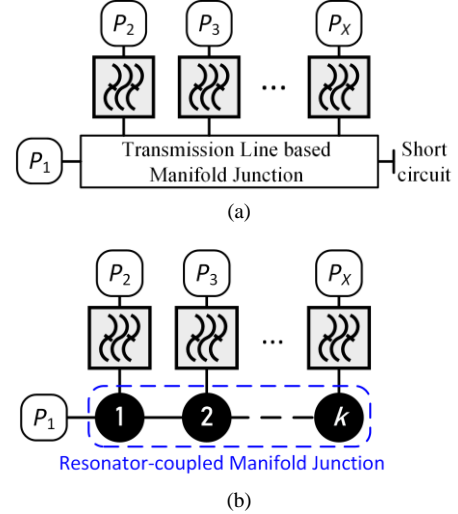 P2 P3 PX
...
P1 Transmission Line based Manifold Junction Short circuit
(a)
P2 P3 PX
...
P1 1 2 k
Resonator-coupled Manifold Junction
(b)